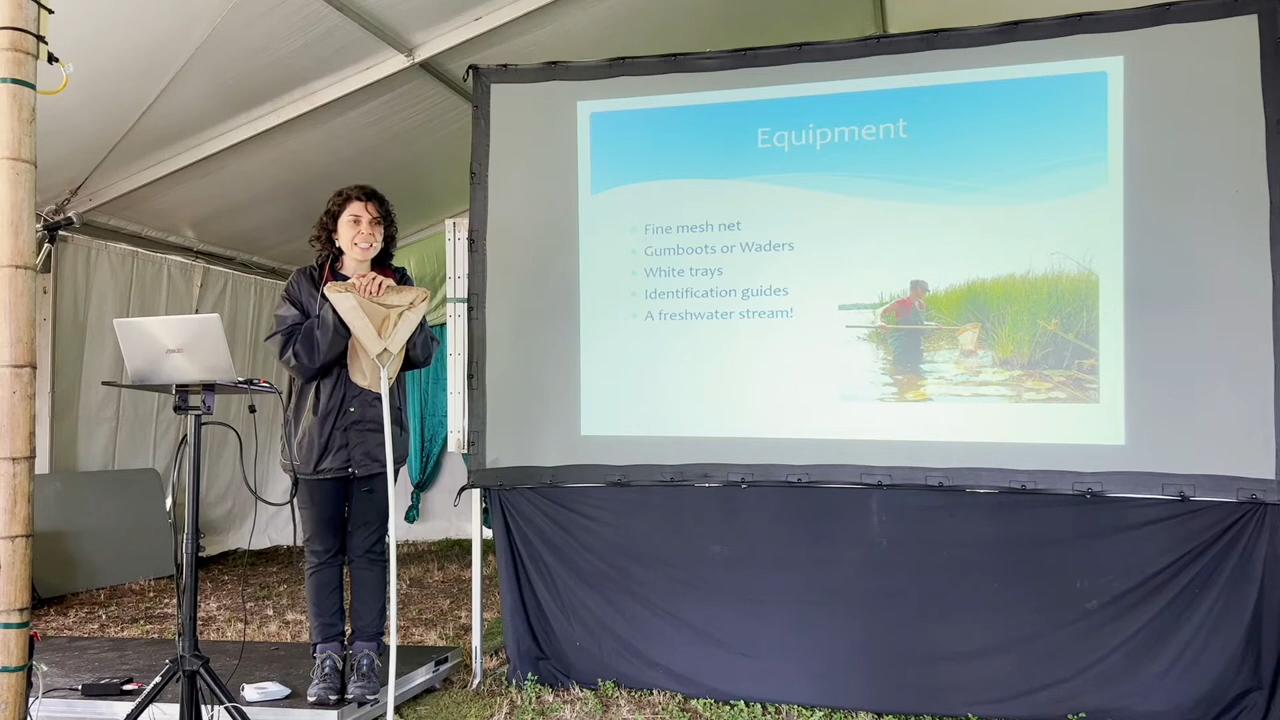 Equipment
Fine mesh net
Gumboots or Waders
White trays
Identification guides
A freshwater stream!